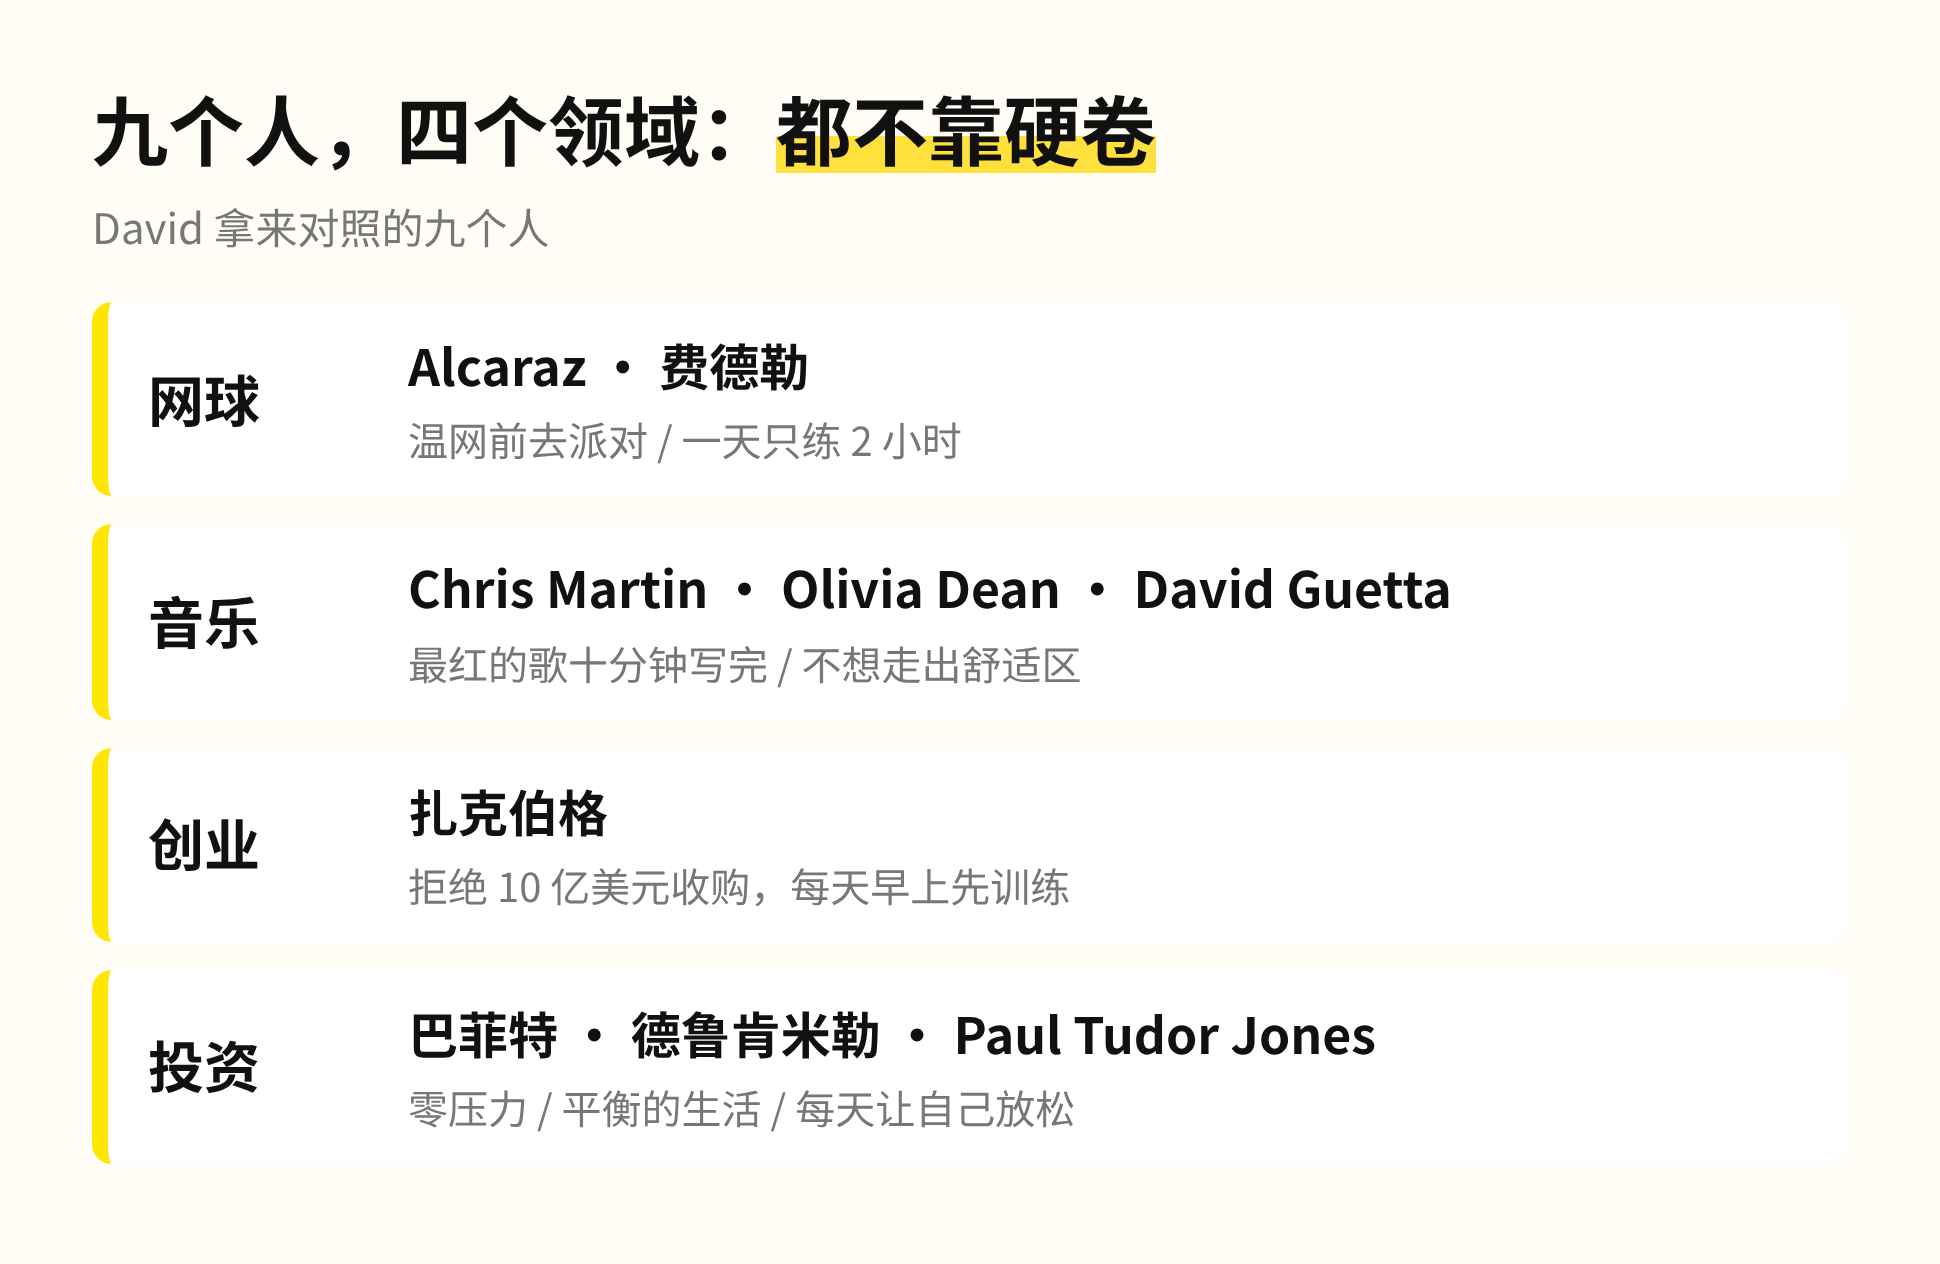 九个人，四个领域：都不靠硬卷
David 拿来对照的九个人
网球
Alcaraz · 费德勒
温网前去派对 / 一天只练 2 小时
音乐
Chris Martin · Olivia Dean · David Guetta
最红的歌十分钟写完 / 不想走出舒适区
创业
扎克伯格
拒绝 10 亿美元收购，每天早上先训练
投资
巴菲特 · 德鲁肯米勒 · Paul Tudor Jones
零压力 / 平衡的生活 / 每天让自己放松